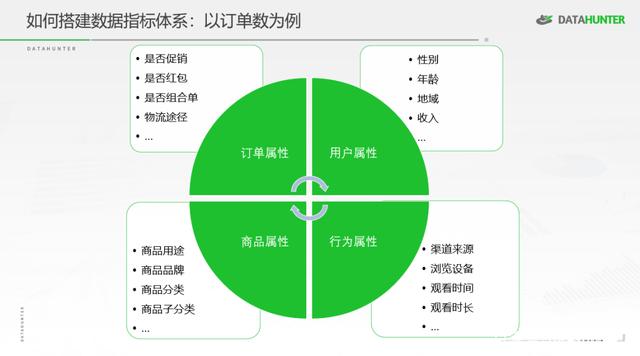 如何搭建数据指标体系：以订单数为例
DATAHUNTER
DATAHUNTER
• 是否促销
• 是否红包
• 是否组合单
• 物流途径
• ...
• 性别
• 年龄
• 地域
• 收入
• ...
订单属性
用户属性
商品属性
行为属性
• 商品用途
• 商品品牌
• 商品分类
• 商品子分类
• ...
• 渠道来源
• 浏览设备
• 观看时间
• 观看时长
• ...
DATAHUNTER